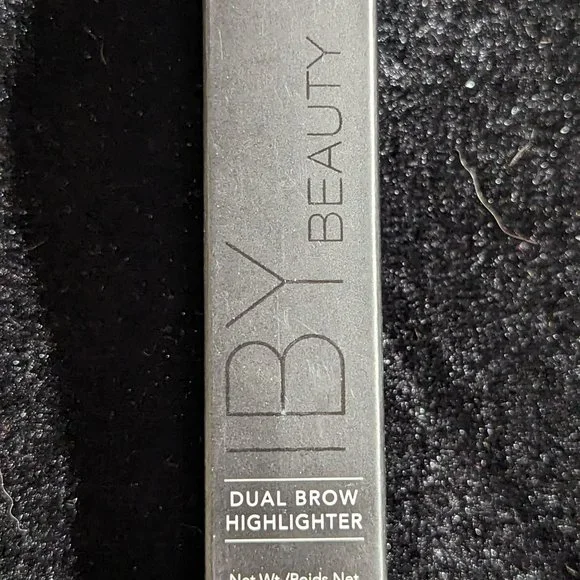 IBY BEAUTY
DUAL BROW
HIGHLIGHTER
Net Wt./Poids Net